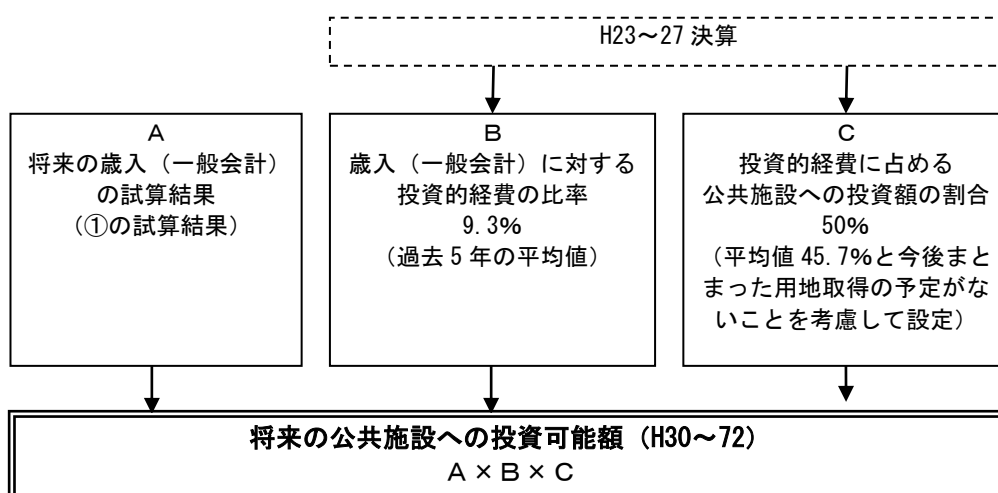 H23～27 決算
A
将来の歳入（一般会計）
の試算結果
（①の試算結果）
B
歳入（一般会計）に対する
投資的経費の比率
9.3%
（過去 5 年の平均値）
C
投資的経費に占める
公共施設への投資額の割合
50%
（平均値 45.7%と今後まと
まった用地取得の予定がな
いことを考慮して設定）
将来の公共施設への投資可能額（H30～72）
A × B × C